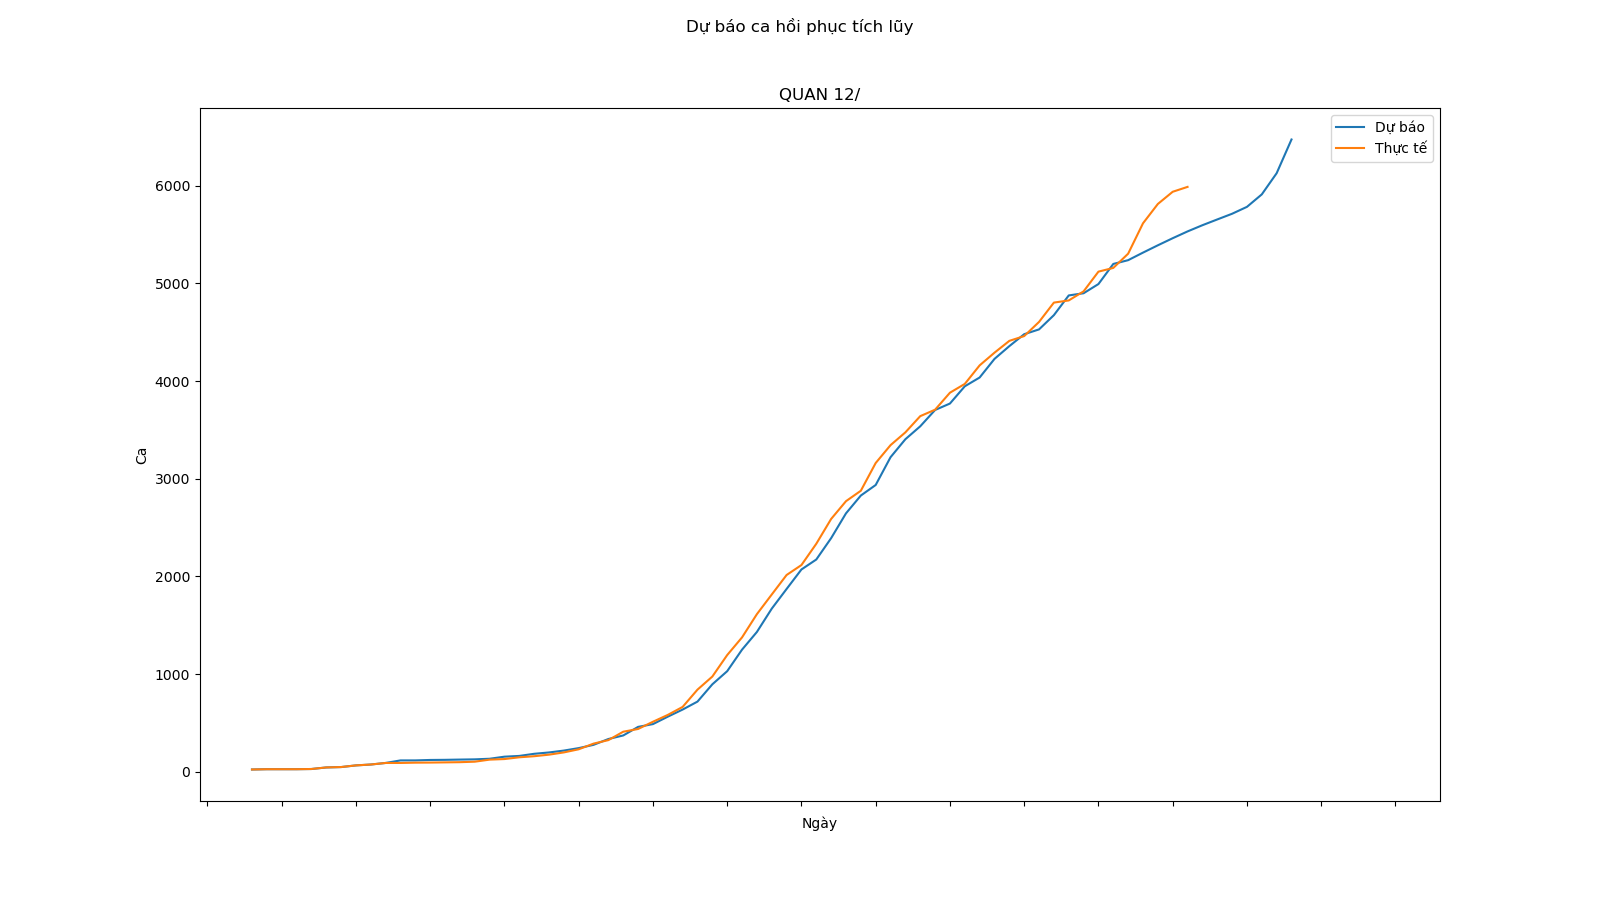 Dự báo ca hồi phục tích lũy
QUAN 12/
Dự báo
Thực tế
6000
5000
4000
3000
2000
1000
0
Ca
Ngày